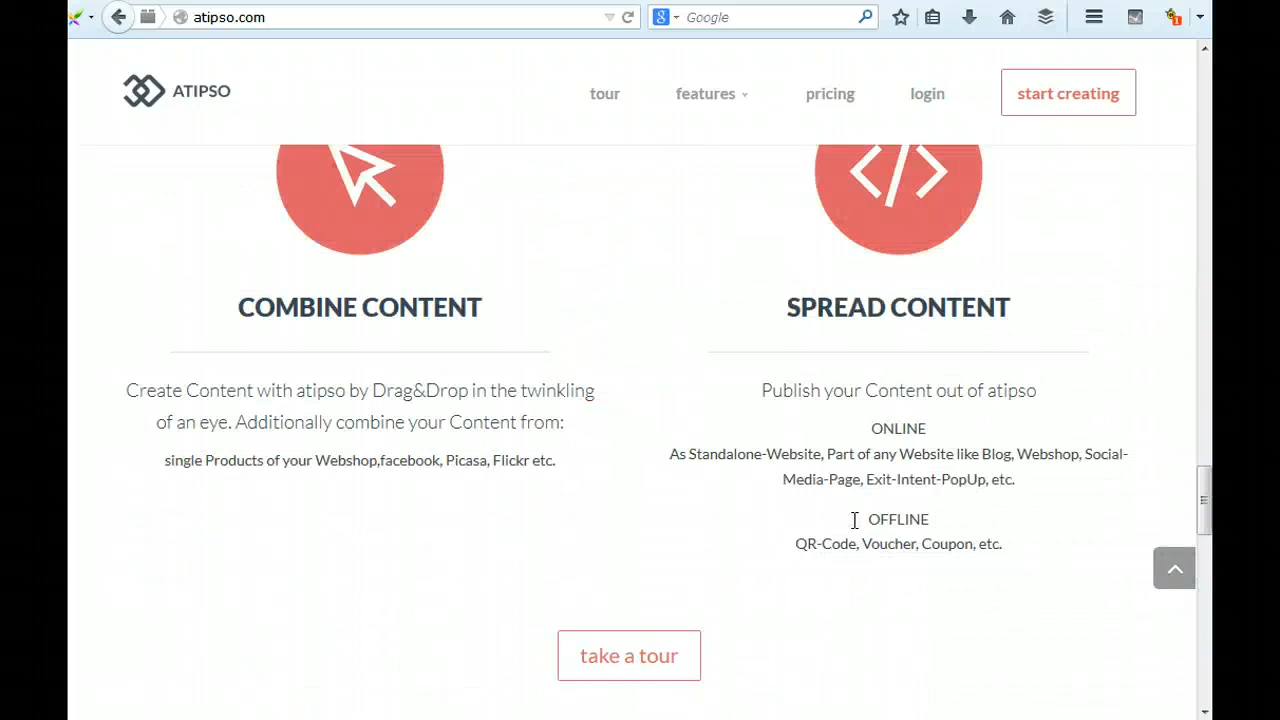 atipso.com
Google
ATIPSO
tour
features
pricing
login
start creating
COMBINE CONTENT
Create Content with atipso by Drag&Drop in the twinkling
of an eye. Additionally combine your Content from:
single Products of your Webshop,facebook, Picasa, Flickr etc.
SPREAD CONTENT
Publish your Content out of atipso
ONLINE
As Standalone-Website, Part of any Website like Blog, Webshop, Social-
Media-Page, Exit-Intent-PopUp, etc.
OFFLINE
QR-Code, Voucher, Coupon, etc.
take a tour